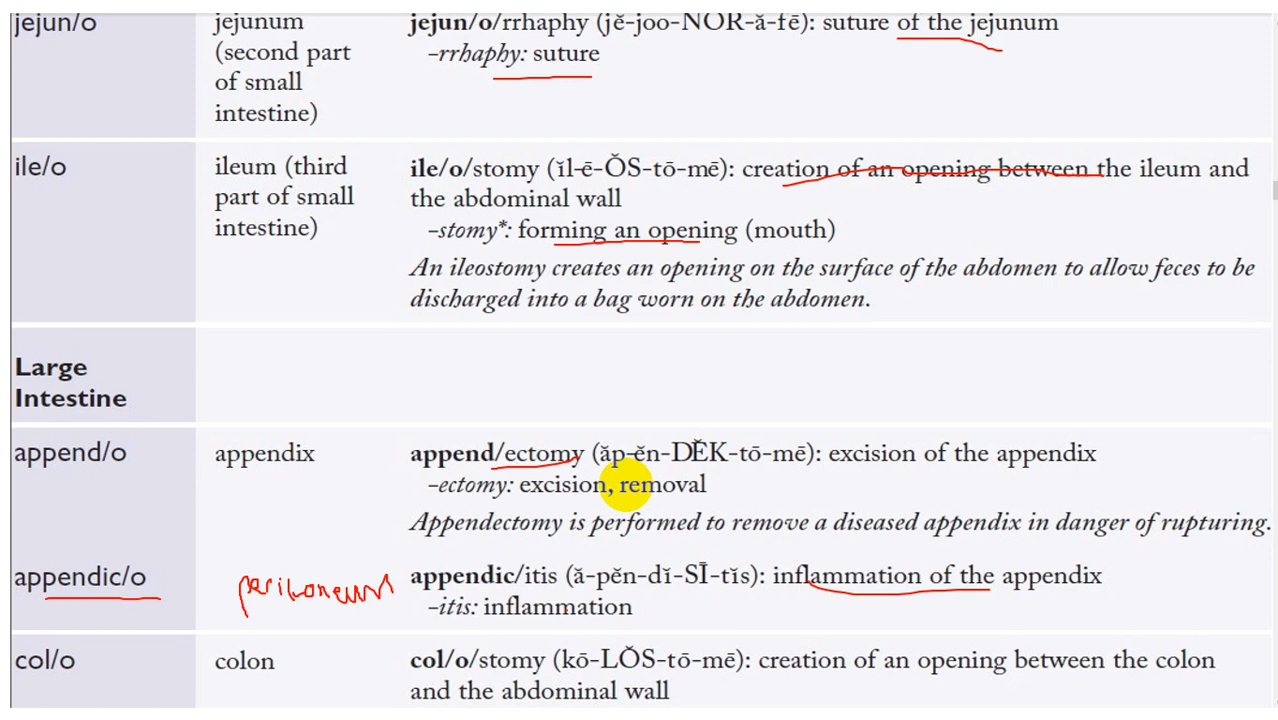 jejun/o
jejunum
(second part
of small
intestine)
jejun/o/rrhaphy (jĕ-joo-NOR-ă-fē): suture of the jejunum
–rrhaphy: suture
ile/o
ileum (third
part of small
intestine)
ile/o/stomy (ĭl-ē-ŎS-tō-mē): creation of an opening between the ileum and
the abdominal wall
–stomy*: forming an opening (mouth)
An ileostomy creates an opening on the surface of the abdomen to allow feces to be
discharged into a bag worn on the abdomen.
Large
Intestine
append/o
appendix
append/ectomy (ăp-ĕn-DĔK-tō-mē): excision of the appendix
–ectomy: excision, removal
Appendectomy is performed to remove a diseased appendix in danger of rupturing.
appendic/o
peritoneum
appendic/itis (ă-pĕn-dĭ-SĪ-tĭs): inflammation of the appendix
–itis: inflammation
col/o
colon
col/o/stomy (kō-LŎS-tō-mē): creation of an opening between the colon
and the abdominal wall